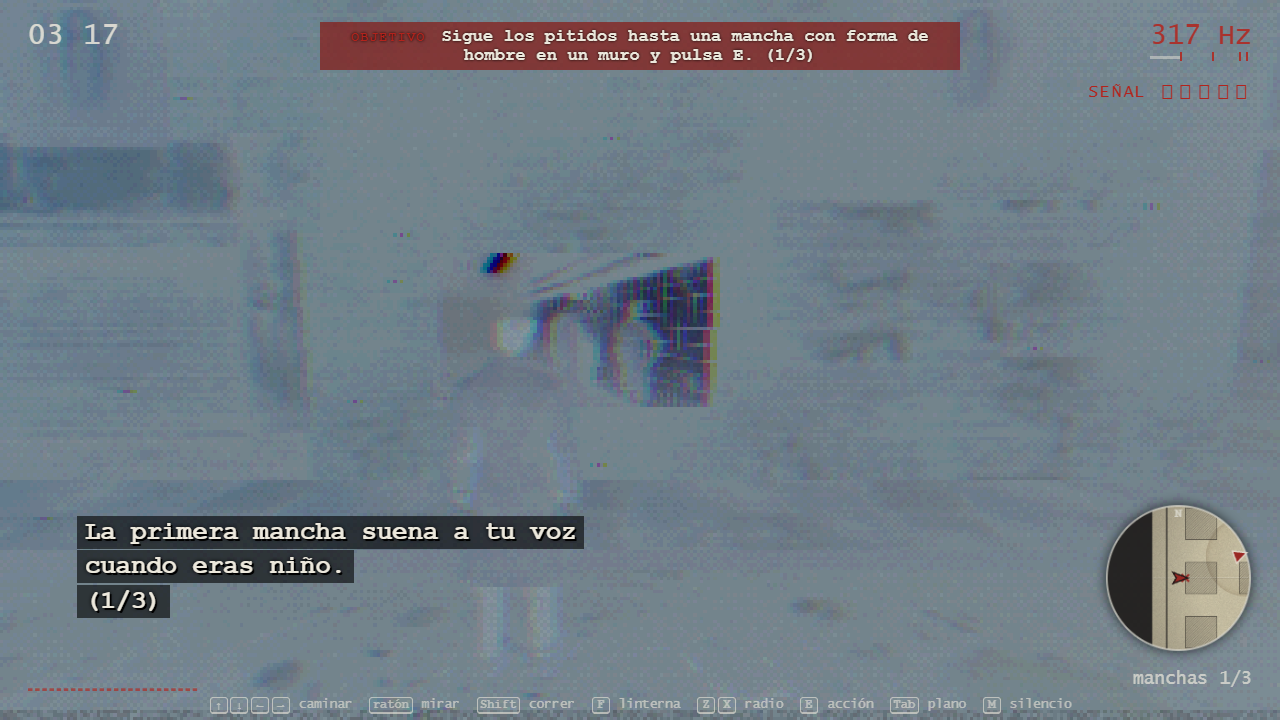 03 17
OBJETIVO Sigue los pitidos hasta una mancha con forma de
hombre en un muro y pulsa E. (1/3)
317 Hz
SEÑAL
La primera mancha suena a tu voz
cuando eras niño.
(1/3)
N
manchas 1/3
↑ ↓ ← → caminar ratón mirar Shift correr F linterna Z X radio E acción Tab plano M silencio